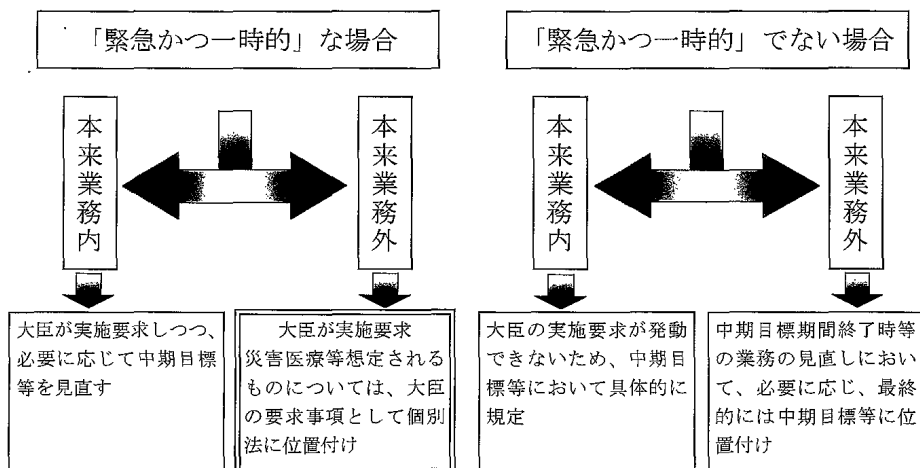 「緊急かつ一時的」な場合
本来業務内
本来業務外
大臣が実施要求しつつ、
必要に応じて中期目標
等を見直す
大臣が実施要求
災害医療等想定される
ものについては、大臣
の要求事項として個別
法に位置付け
「緊急かつ一時的」でない場合
本来業務内
本来業務外
大臣の実施要求が発動
できないため、中期目
標等において具体的に
規定
中期目標期間終了時等
の業務の見直しにおい
て、必要に応じ、最終
的には中期目標等に位
置付け